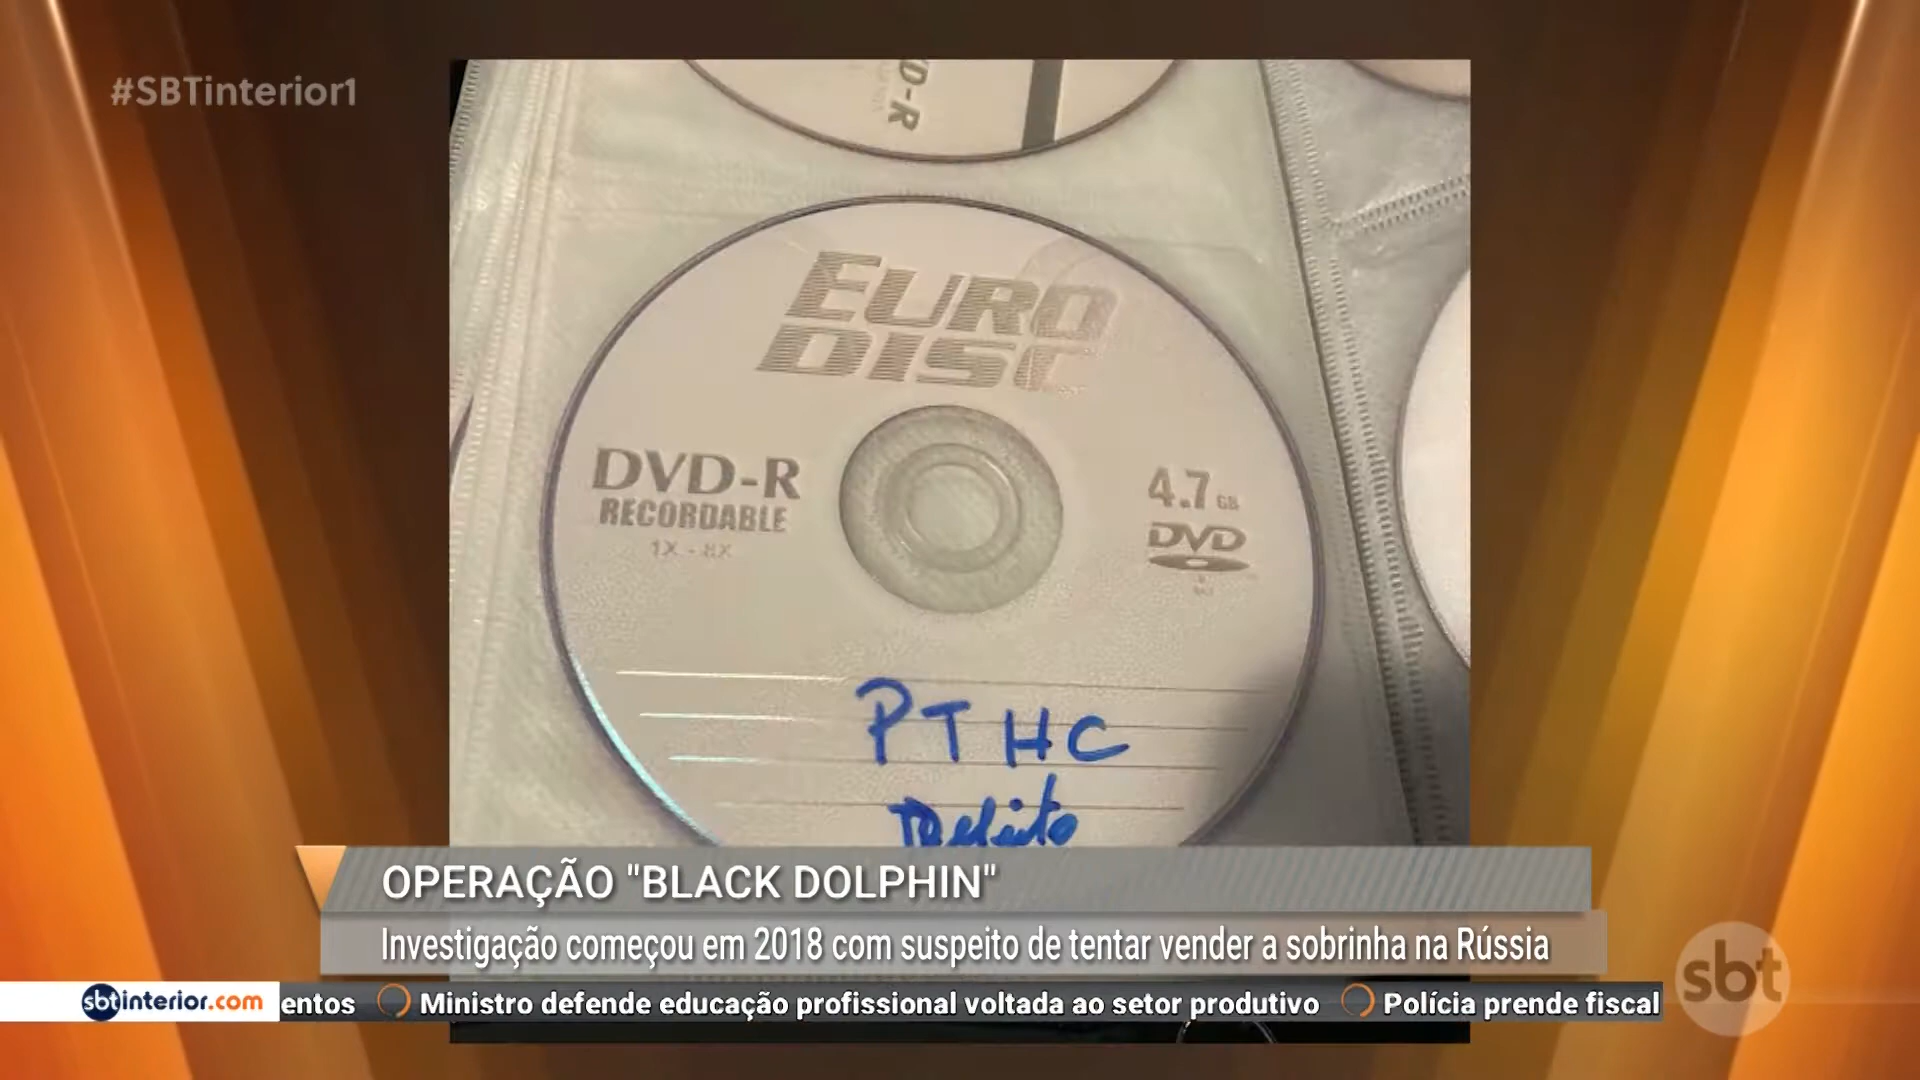 #SBTinterior1
DVD-R
EURO
DISC
DVD-R
RECORDABLE
1X - 8X
4.7 GB
DVD
PTHC
Defeito
OPERAÇÃO "BLACK DOLPHIN"
Investigação começou em 2018 com suspeito de tentar vender a sobrinha na Rússia
sbtinterior.com
entos
Ministro defende educação profissional voltada ao setor produtivo
Polícia prende fiscal
sbt